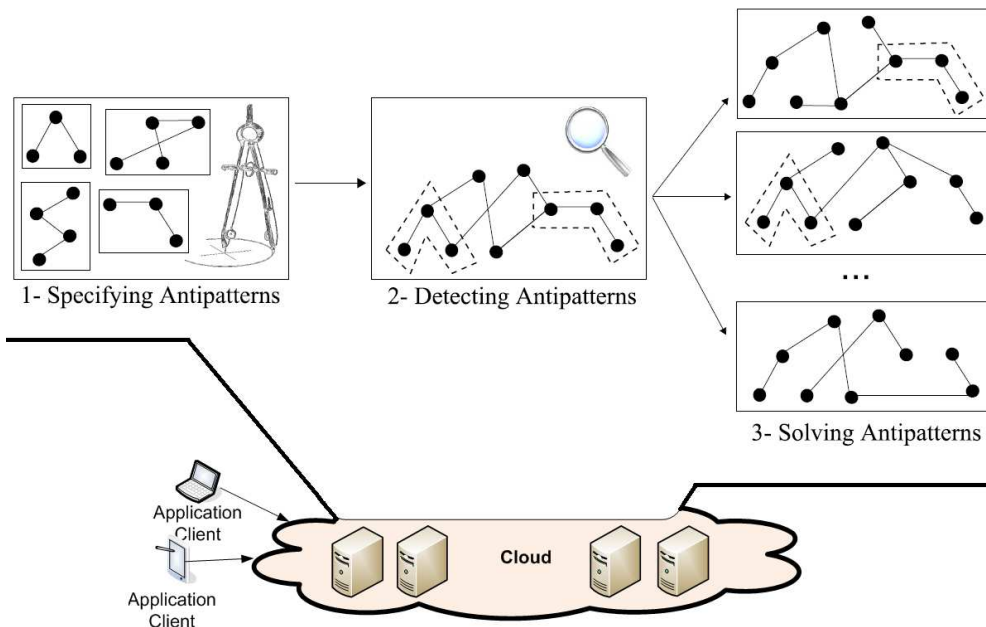 1- Specifying Antipatterns
2- Detecting Antipatterns
...
3- Solving Antipatterns
Application
Client
Application
Client
Cloud